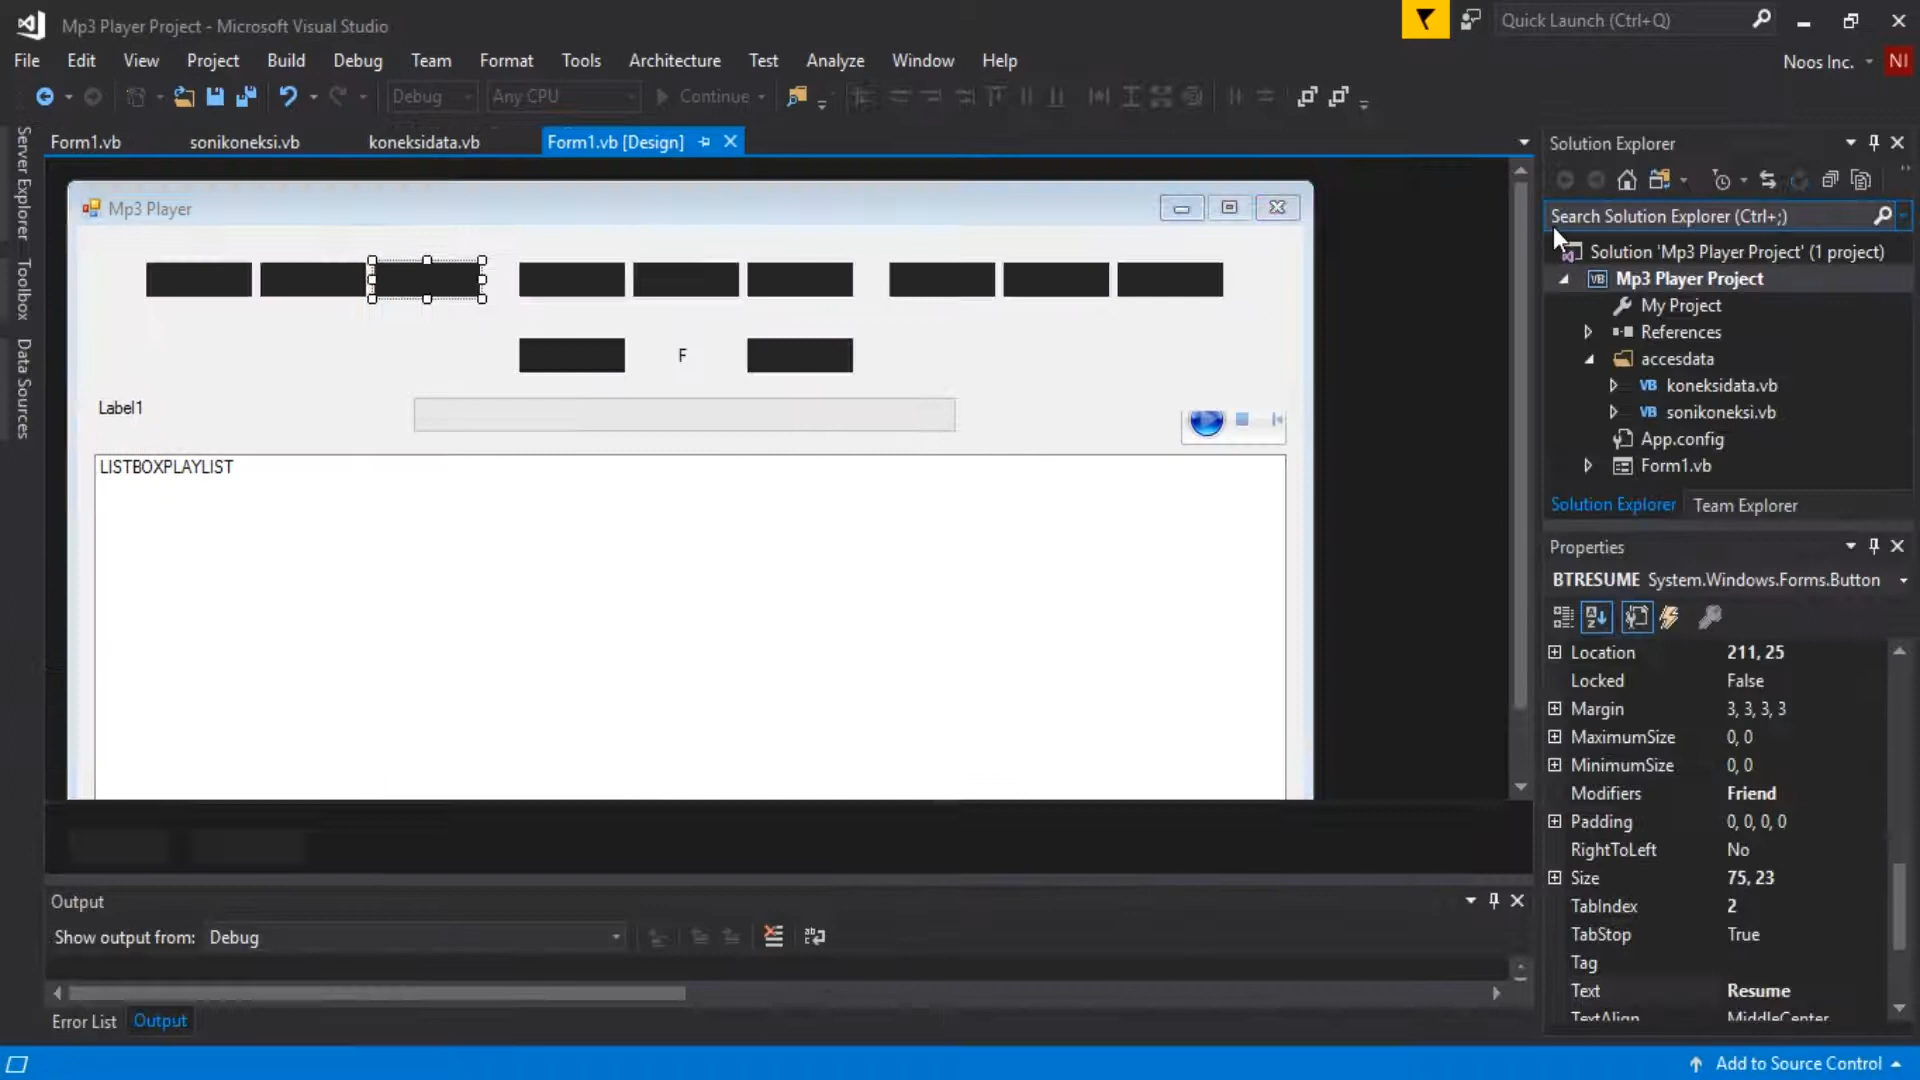 Mp3 Player Project - Microsoft Visual Studio
Quick Launch (Ctrl+Q)
File Edit View Project Build Debug Team Format Tools Architecture Test Analyze Window Help
Noos Inc. NI
Debug Any CPU Continue
Server Explorer
Toolbox
Data Sources
Form1.vb sonikoneksi.vb koneksidata.vb Form1.vb [Design]
Mp3 Player
F
Label1
LISTBOXPLAYLIST
Output
Show output from: Debug
Error List Output
Solution Explorer
Search Solution Explorer (Ctrl+;)
Solution 'Mp3 Player Project' (1 project)
VB Mp3 Player Project
My Project
References
accesdata
VB koneksidata.vb
VB sonikoneksi.vb
App.config
Form1.vb
Solution Explorer Team Explorer
Properties
BTRESUME System.Windows.Forms.Button
Location 211, 25
Locked False
Margin 3, 3, 3, 3
MaximumSize 0, 0
MinimumSize 0, 0
Modifiers Friend
Padding 0, 0, 0, 0
RightToLeft No
Size 75, 23
TabIndex 2
TabStop True
Tag
Text Resume
TextAlign MiddleCenter
Add to Source Control